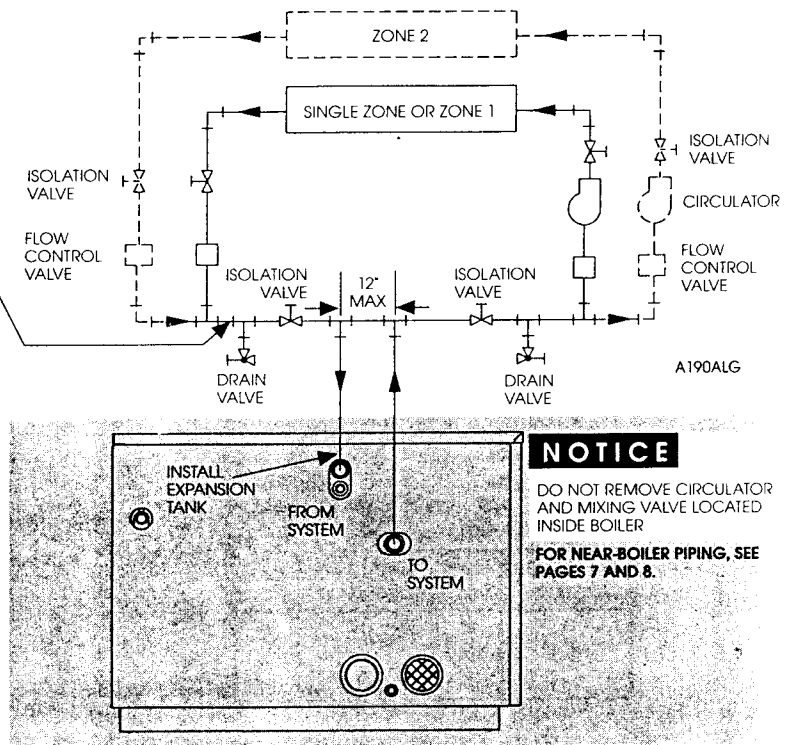 ZONE 2
SINGLE ZONE OR ZONE 1
ISOLATION
VALVE
ISOLATION
VALVE
CIRCULATOR
FLOW
CONTROL
VALVE
FLOW
CONTROL
VALVE
ISOLATION
VALVE
12"
MAX
ISOLATION
VALVE
DRAIN
VALVE
DRAIN
VALVE
A190ALG
INSTALL
EXPANSION
TANK
FROM
SYSTEM
TO
SYSTEM
NOTICE
DO NOT REMOVE CIRCULATOR
AND MIXING VALVE LOCATED
INSIDE BOILER
FOR NEAR-BOILER PIPING, SEE
PAGES 7 AND 8.